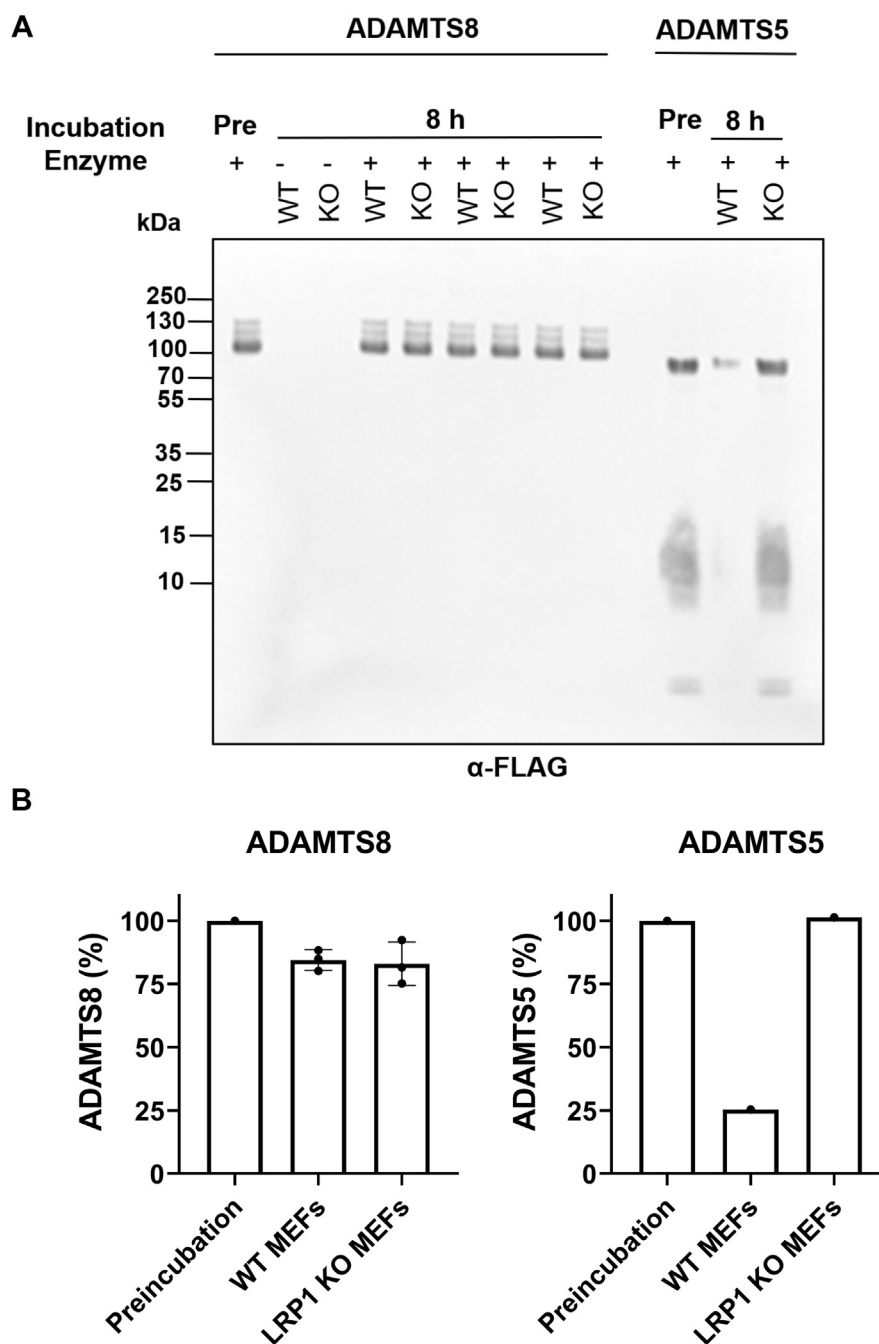 A
ADAMTS8 ADAMTS5
Incubation Pre 8 h Pre 8 h
Enzyme + - - + + + + + + + + +
WT KO WT KO WT KO WT KO WT KO
kDa
250
130
100
70
55
35
25
15
10
α-FLAG
B
ADAMTS8 ADAMTS5
ADAMTS8 (%)
100
75
50
25
0
Preincubation
WT MEFs
LRP1 KO MEFs
ADAMTS5 (%)
100
75
50
25
0
Preincubation
WT MEFs
LRP1 KO MEFs